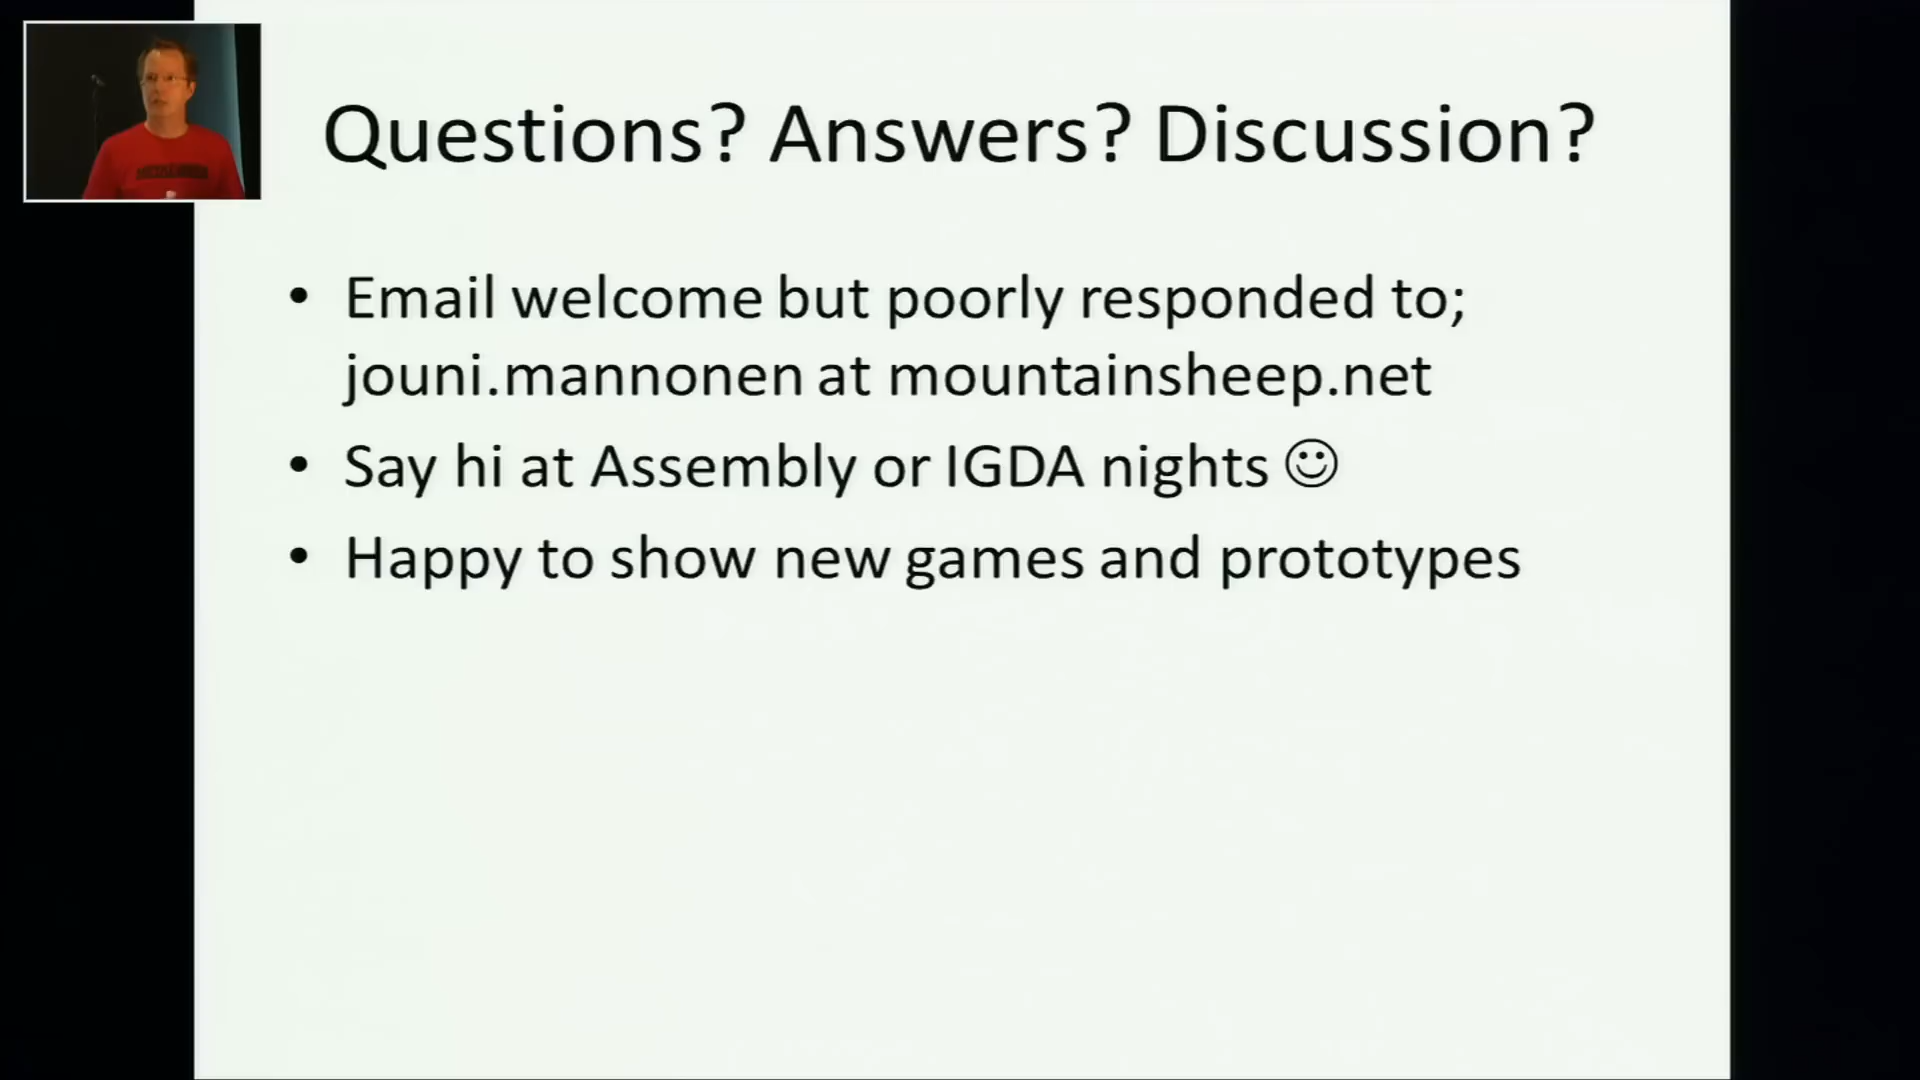 Questions? Answers? Discussion?
• Email welcome but poorly responded to;
jouni.mannonen at mountainsheep.net
• Say hi at Assembly or IGDA nights ☺
• Happy to show new games and prototypes